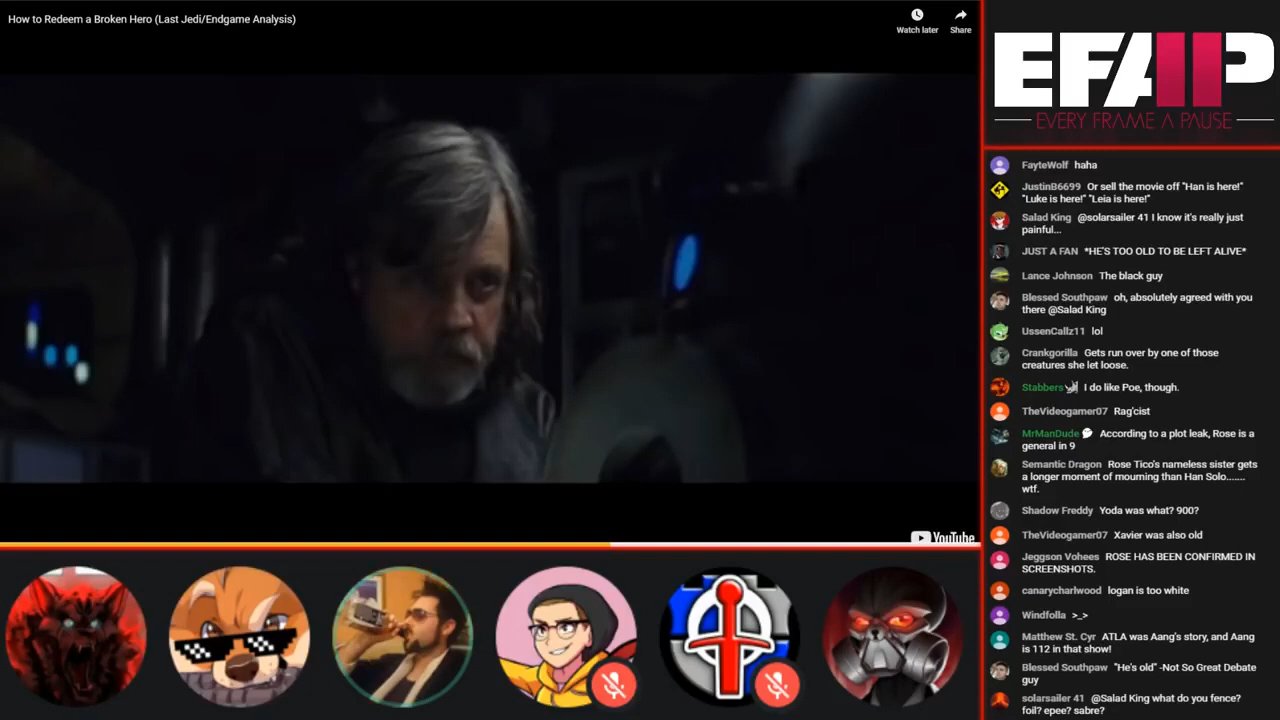 How to Redeem a Broken Hero (Last Jedi/Endgame Analysis)
Watch later
Share
YouTube
EFAP
EVERY FRAME A PAUSE
FayteWolf haha
JustinB6699 Or sell the movie off "Han is here!"
"Luke is here!" "Leia is here!"
Salad King @solarsailer 41 I know it's really just
painful...
JUST A FAN *HE'S TOO OLD TO BE LEFT ALIVE*
Lance Johnson The black guy
Blessed Southpaw oh, absolutely agreed with you
there @Salad King
UssenCallz11 lol
Crankgorilla Gets run over by one of those
creatures she let loose.
Stabbers I do like Poe, though.
TheVideogamer07 Rag'cist
MrManDude According to a plot leak, Rose is a
general in 9
Semantic Dragon Rose Tico's nameless sister gets
a longer moment of mourning than Han Solo.......
wtf.
Shadow Freddy Yoda was what? 900?
TheVideogamer07 Xavier was also old
Jeggson Vohees ROSE HAS BEEN CONFIRMED IN
SCREENSHOTS.
canarycharlwood logan is too white
Windfolla >_>
Matthew St. Cyr ATLA was Aang's story, and Aang
is 112 in that show!
Blessed Southpaw "He's old" -Not So Great Debate
guy
solarsailer 41 @Salad King what do you fence?
foil? epee? sabre?